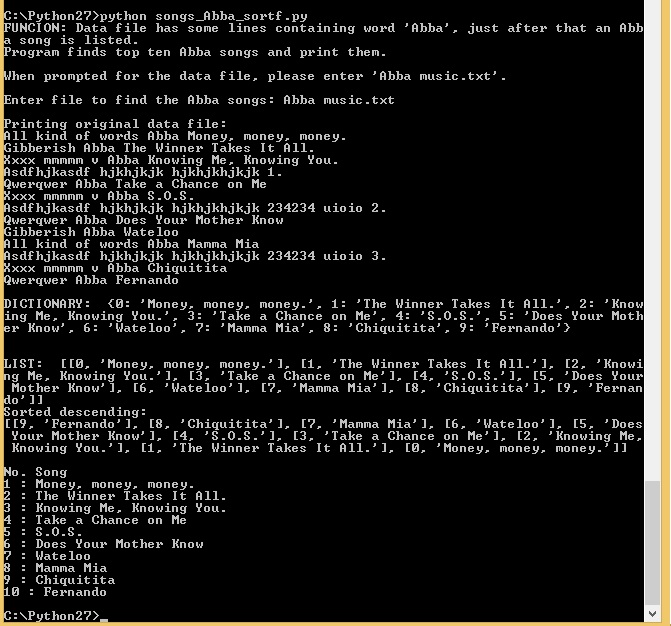 C:\Python27>python songs_Abba_sortf.py
FUNCION: Data file has some lines containing word 'Abba', just after that an Abb
a song is listed.
Program finds top ten Abba songs and print them.
When prompted for the data file, please enter 'Abba music.txt'.
Enter file to find the Abba songs: Abba music.txt
Printing original data file:
All kind of words Abba Money, money, money.
Gibberish Abba The Winner Takes It All.
Xxxx mmmmm v Abba Knowing Me, Knowing You.
Asdfhjkasdf hjkhjkjk hjkhjkhjkjk 1.
Qwerqwer Abba Take a Chance on Me
Xxxx mmmmm v Abba S.O.S.
Asdfhjkasdf hjkhjkjk hjkhjkhjkjk 234234 uioio 2.
Qwerqwer Abba Does Your Mother Know
Gibberish Abba Wateloo
All kind of words Abba Mamma Mia
Asdfhjkasdf hjkhjkjk hjkhjkhjkjk 234234 uioio 3.
Xxxx mmmmm v Abba Chiquitita
Qwerqwer Abba Fernando
DICTIONARY:  {0: 'Money, money, money.', 1: 'The Winner Takes It All.', 2: 'Know
ing Me, Knowing You.', 3: 'Take a Chance on Me', 4: 'S.O.S.', 5: 'Does Your Moth
er Know', 6: 'Wateloo', 7: 'Mamma Mia', 8: 'Chiquitita', 9: 'Fernando'}
LIST:  [[0, 'Money, money, money.'], [1, 'The Winner Takes It All.'], [2, 'Knowi
ng Me, Knowing You.'], [3, 'Take a Chance on Me'], [4, 'S.O.S.'], [5, 'Does Your
 Mother Know'], [6, 'Wateloo'], [7, 'Mamma Mia'], [8, 'Chiquitita'], [9, 'Fernan
do']]
Sorted descending:
[[9, 'Fernando'], [8, 'Chiquitita'], [7, 'Mamma Mia'], [6, 'Wateloo'], [5, 'Does
 Your Mother Know'], [4, 'S.O.S.'], [3, 'Take a Chance on Me'], [2, 'Knowing Me,
 Knowing You.'], [1, 'The Winner Takes It All.'], [0, 'Money, money, money.']]
No. Song
1 : Money, money, money.
2 : The Winner Takes It All.
3 : Knowing Me, Knowing You.
4 : Take a Chance on Me
5 : S.O.S.
6 : Does Your Mother Know
7 : Wateloo
8 : Mamma Mia
9 : Chiquitita
10 : Fernando
C:\Python27>_